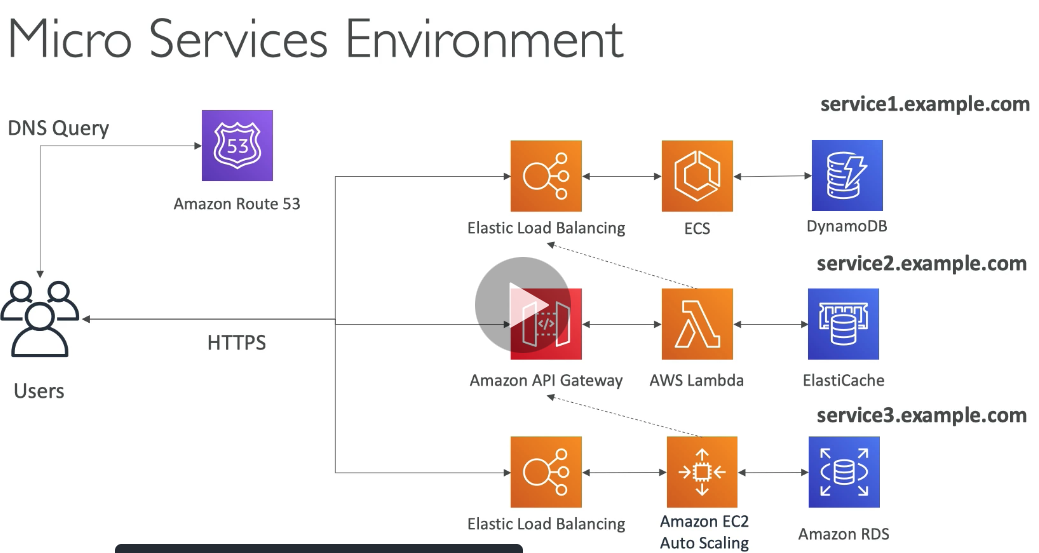 Micro Services Environment
service1.example.com
DNS Query
53
Amazon Route 53
Elastic Load Balancing
ECS
DynamoDB
service2.example.com
HTTPS
</>
Users
Amazon API Gateway
AWS Lambda
ElastiCache
service3.example.com
Elastic Load Balancing
Amazon EC2
Auto Scaling
Amazon RDS